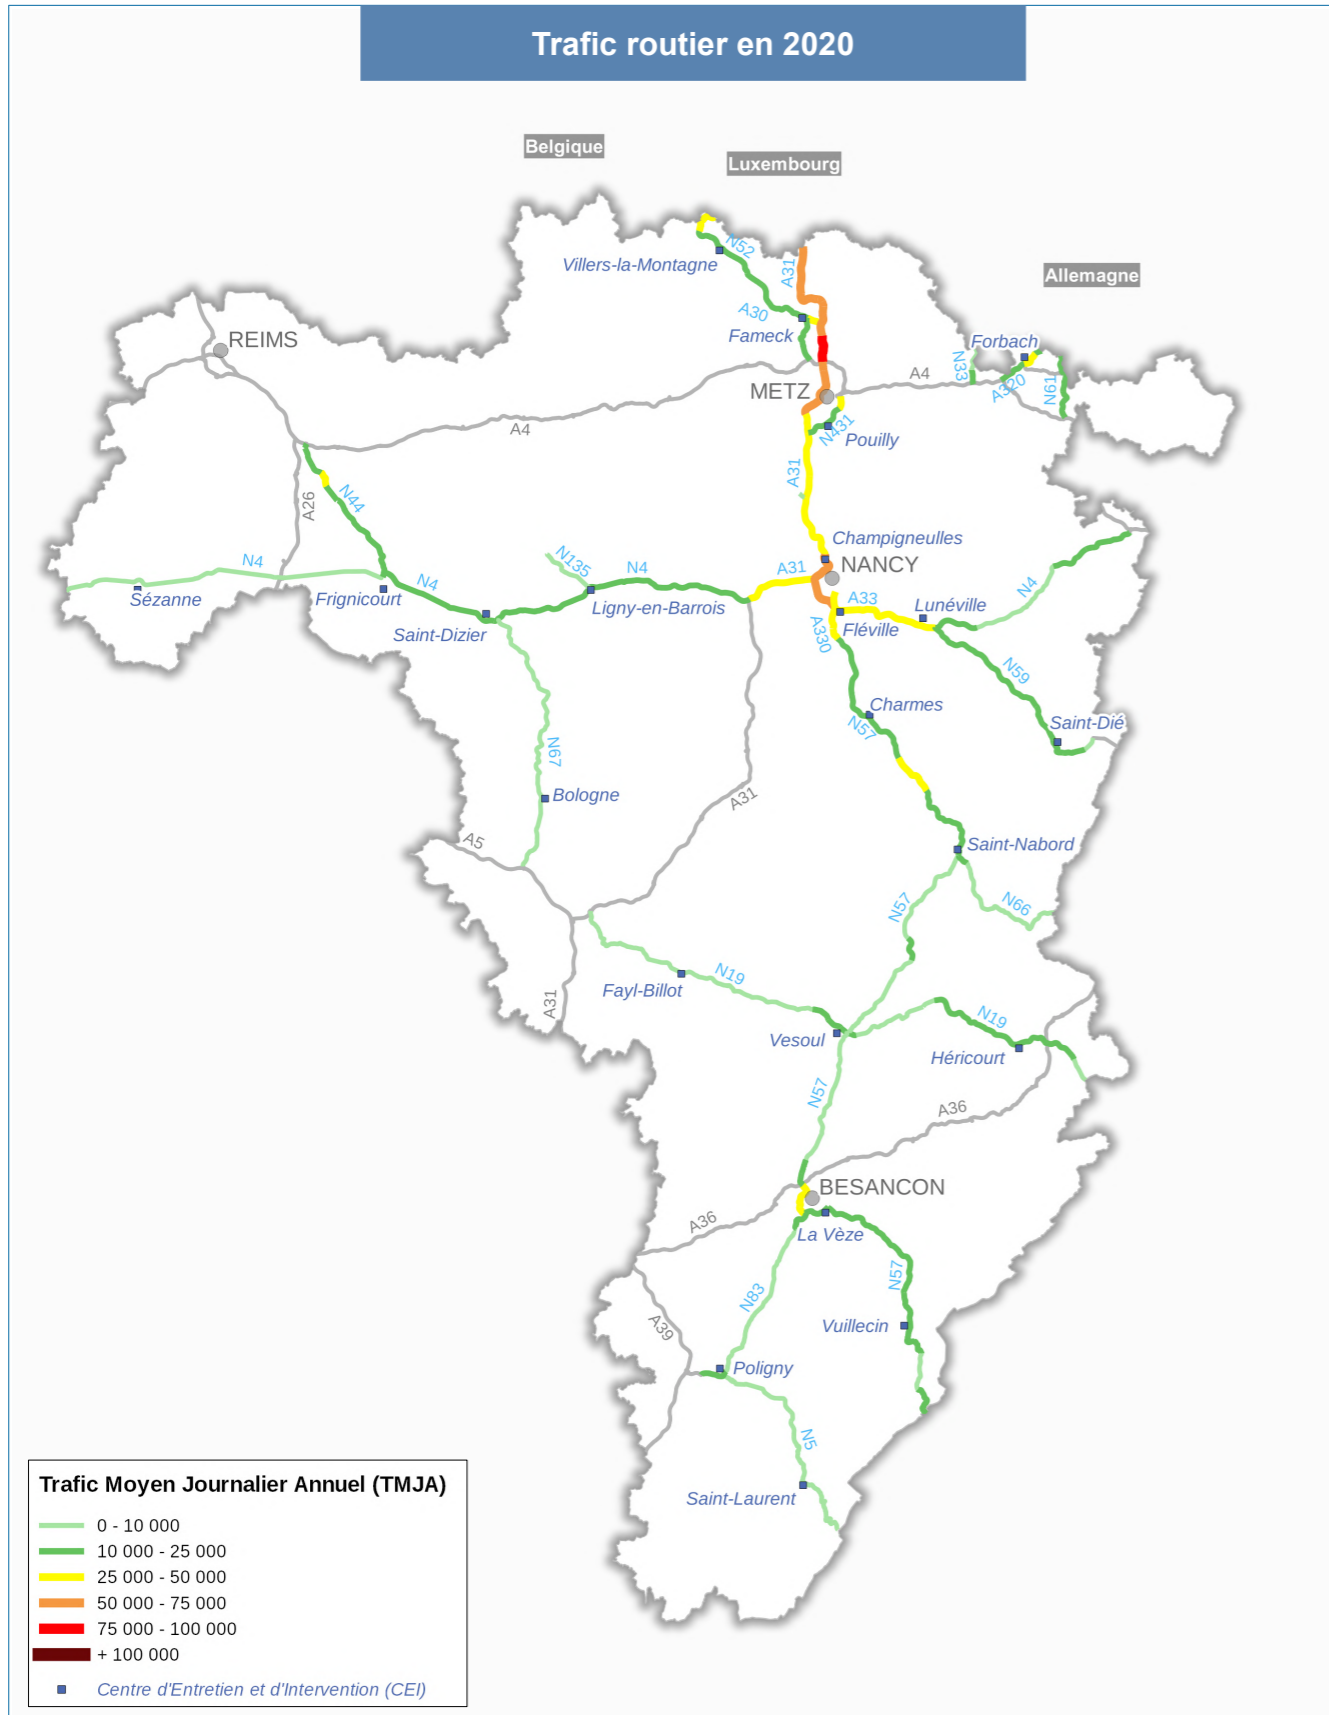 Trafic routier en 2020
Belgique
Luxembourg
Allemagne
N52
Villers-la-Montagne
A31
A30
Fameck
Forbach
REIMS
N33
A320
N61
A4
METZ
A4
N431
Pouilly
A31
A26
N44
Champigneulles
NANCY
N4
N135
N4
A31
N4
Sézanne
Frignicourt
N4
Saint-Dizier
Ligny-en-Barrois
A33
Lunéville
Fléville
A330
N59
Charmes
N57
Saint-Dié
N67
Bologne
A31
A5
Saint-Nabord
N57
N66
Fayl-Billot
N19
A31
Vesoul
N19
Héricourt
N57
A36
BESANCON
A36
La Vèze
N57
N83
Vuillecin
A39
Poligny
N5
Saint-Laurent
Trafic Moyen Journalier Annuel (TMJA)
0 - 10 000
10 000 - 25 000
25 000 - 50 000
50 000 - 75 000
75 000 - 100 000
+ 100 000
Centre d'Entretien et d'Intervention (CEI)